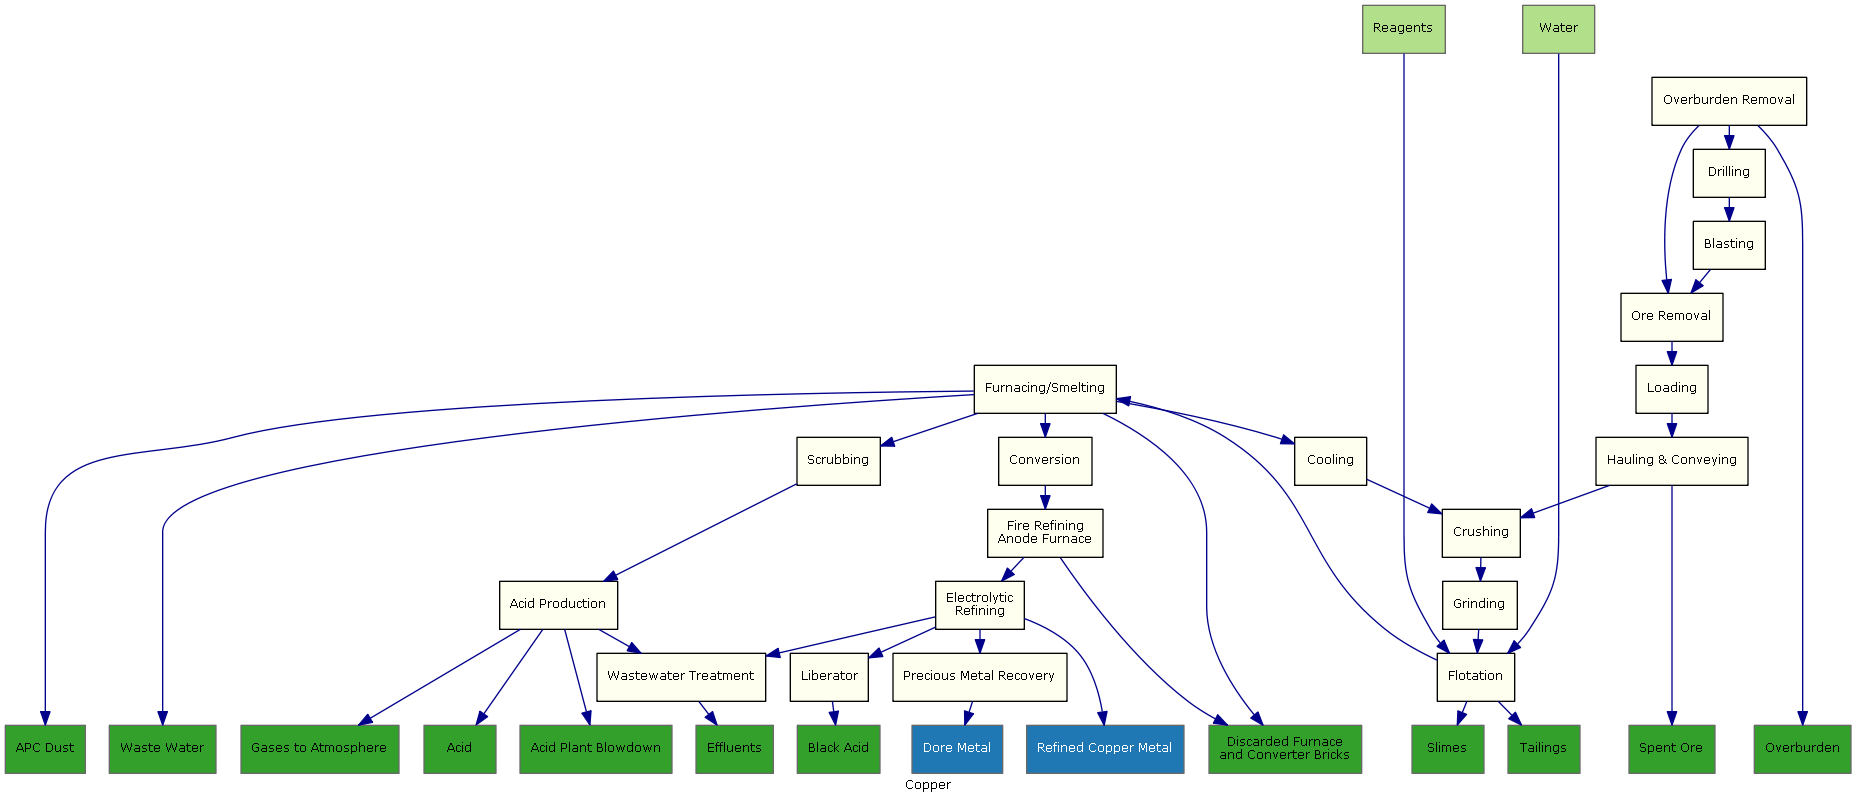 Reagents
Water
Overburden Removal
Drilling
Blasting
Ore Removal
Furnacing/Smelting
Loading
Scrubbing
Conversion
Cooling
Hauling & Conveying
Fire Refining
Anode Furnace
Crushing
Acid Production
Electrolytic
Refining
Grinding
Wastewater Treatment
Liberator
Precious Metal Recovery
Flotation
APC Dust
Waste Water
Gases to Atmosphere
Acid
Acid Plant Blowdown
Effluents
Black Acid
Dore Metal
Refined Copper Metal
Discarded Furnace
and Converter Bricks
Slimes
Tailings
Spent Ore
Overburden
Copper